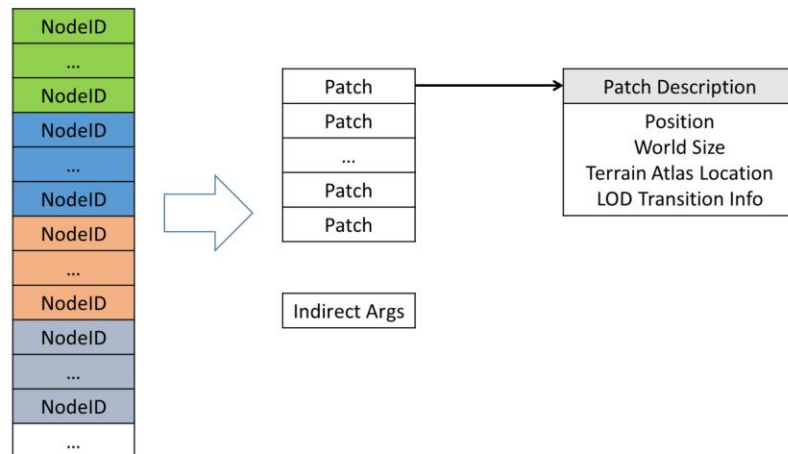 NodeID
...
NodeID
NodeID
...
NodeID
NodeID
...
NodeID
NodeID
...
NodeID
...
Patch
Patch
...
Patch
Patch
Indirect Args
Patch Description
Position
World Size
Terrain Atlas Location
LOD Transition Info